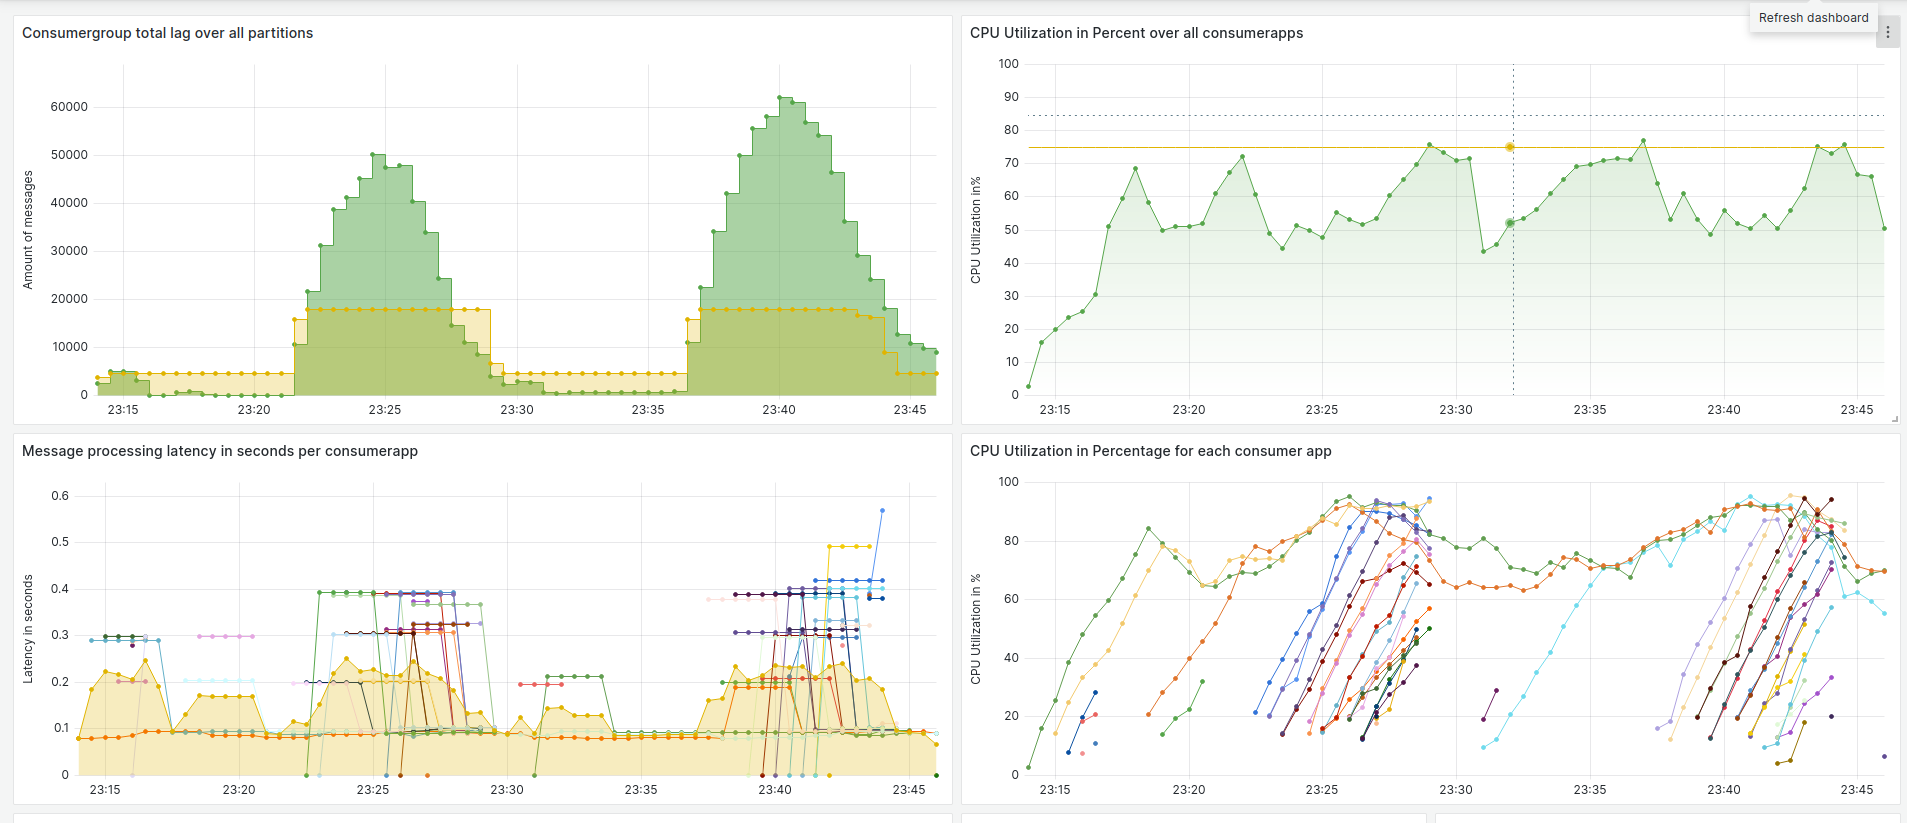 Refresh dashboard
Consumergroup total lag over all partitions
Amount of messages
60000
50000
40000
30000
20000
10000
0
23:15 23:20 23:25 23:30 23:35 23:40 23:45
CPU Utilization in Percent over all consumerapps
CPU Utilization in%
100
90
80
70
60
50
40
30
20
10
0
23:15 23:20 23:25 23:30 23:35 23:40 23:45
Message processing latency in seconds per consumerapp
Latency in seconds
0.6
0.5
0.4
0.3
0.2
0.1
0
23:15 23:20 23:25 23:30 23:35 23:40 23:45
CPU Utilization in Percentage for each consumer app
CPU Utilization in %
100
80
60
40
20
0
23:15 23:20 23:25 23:30 23:35 23:40 23:45